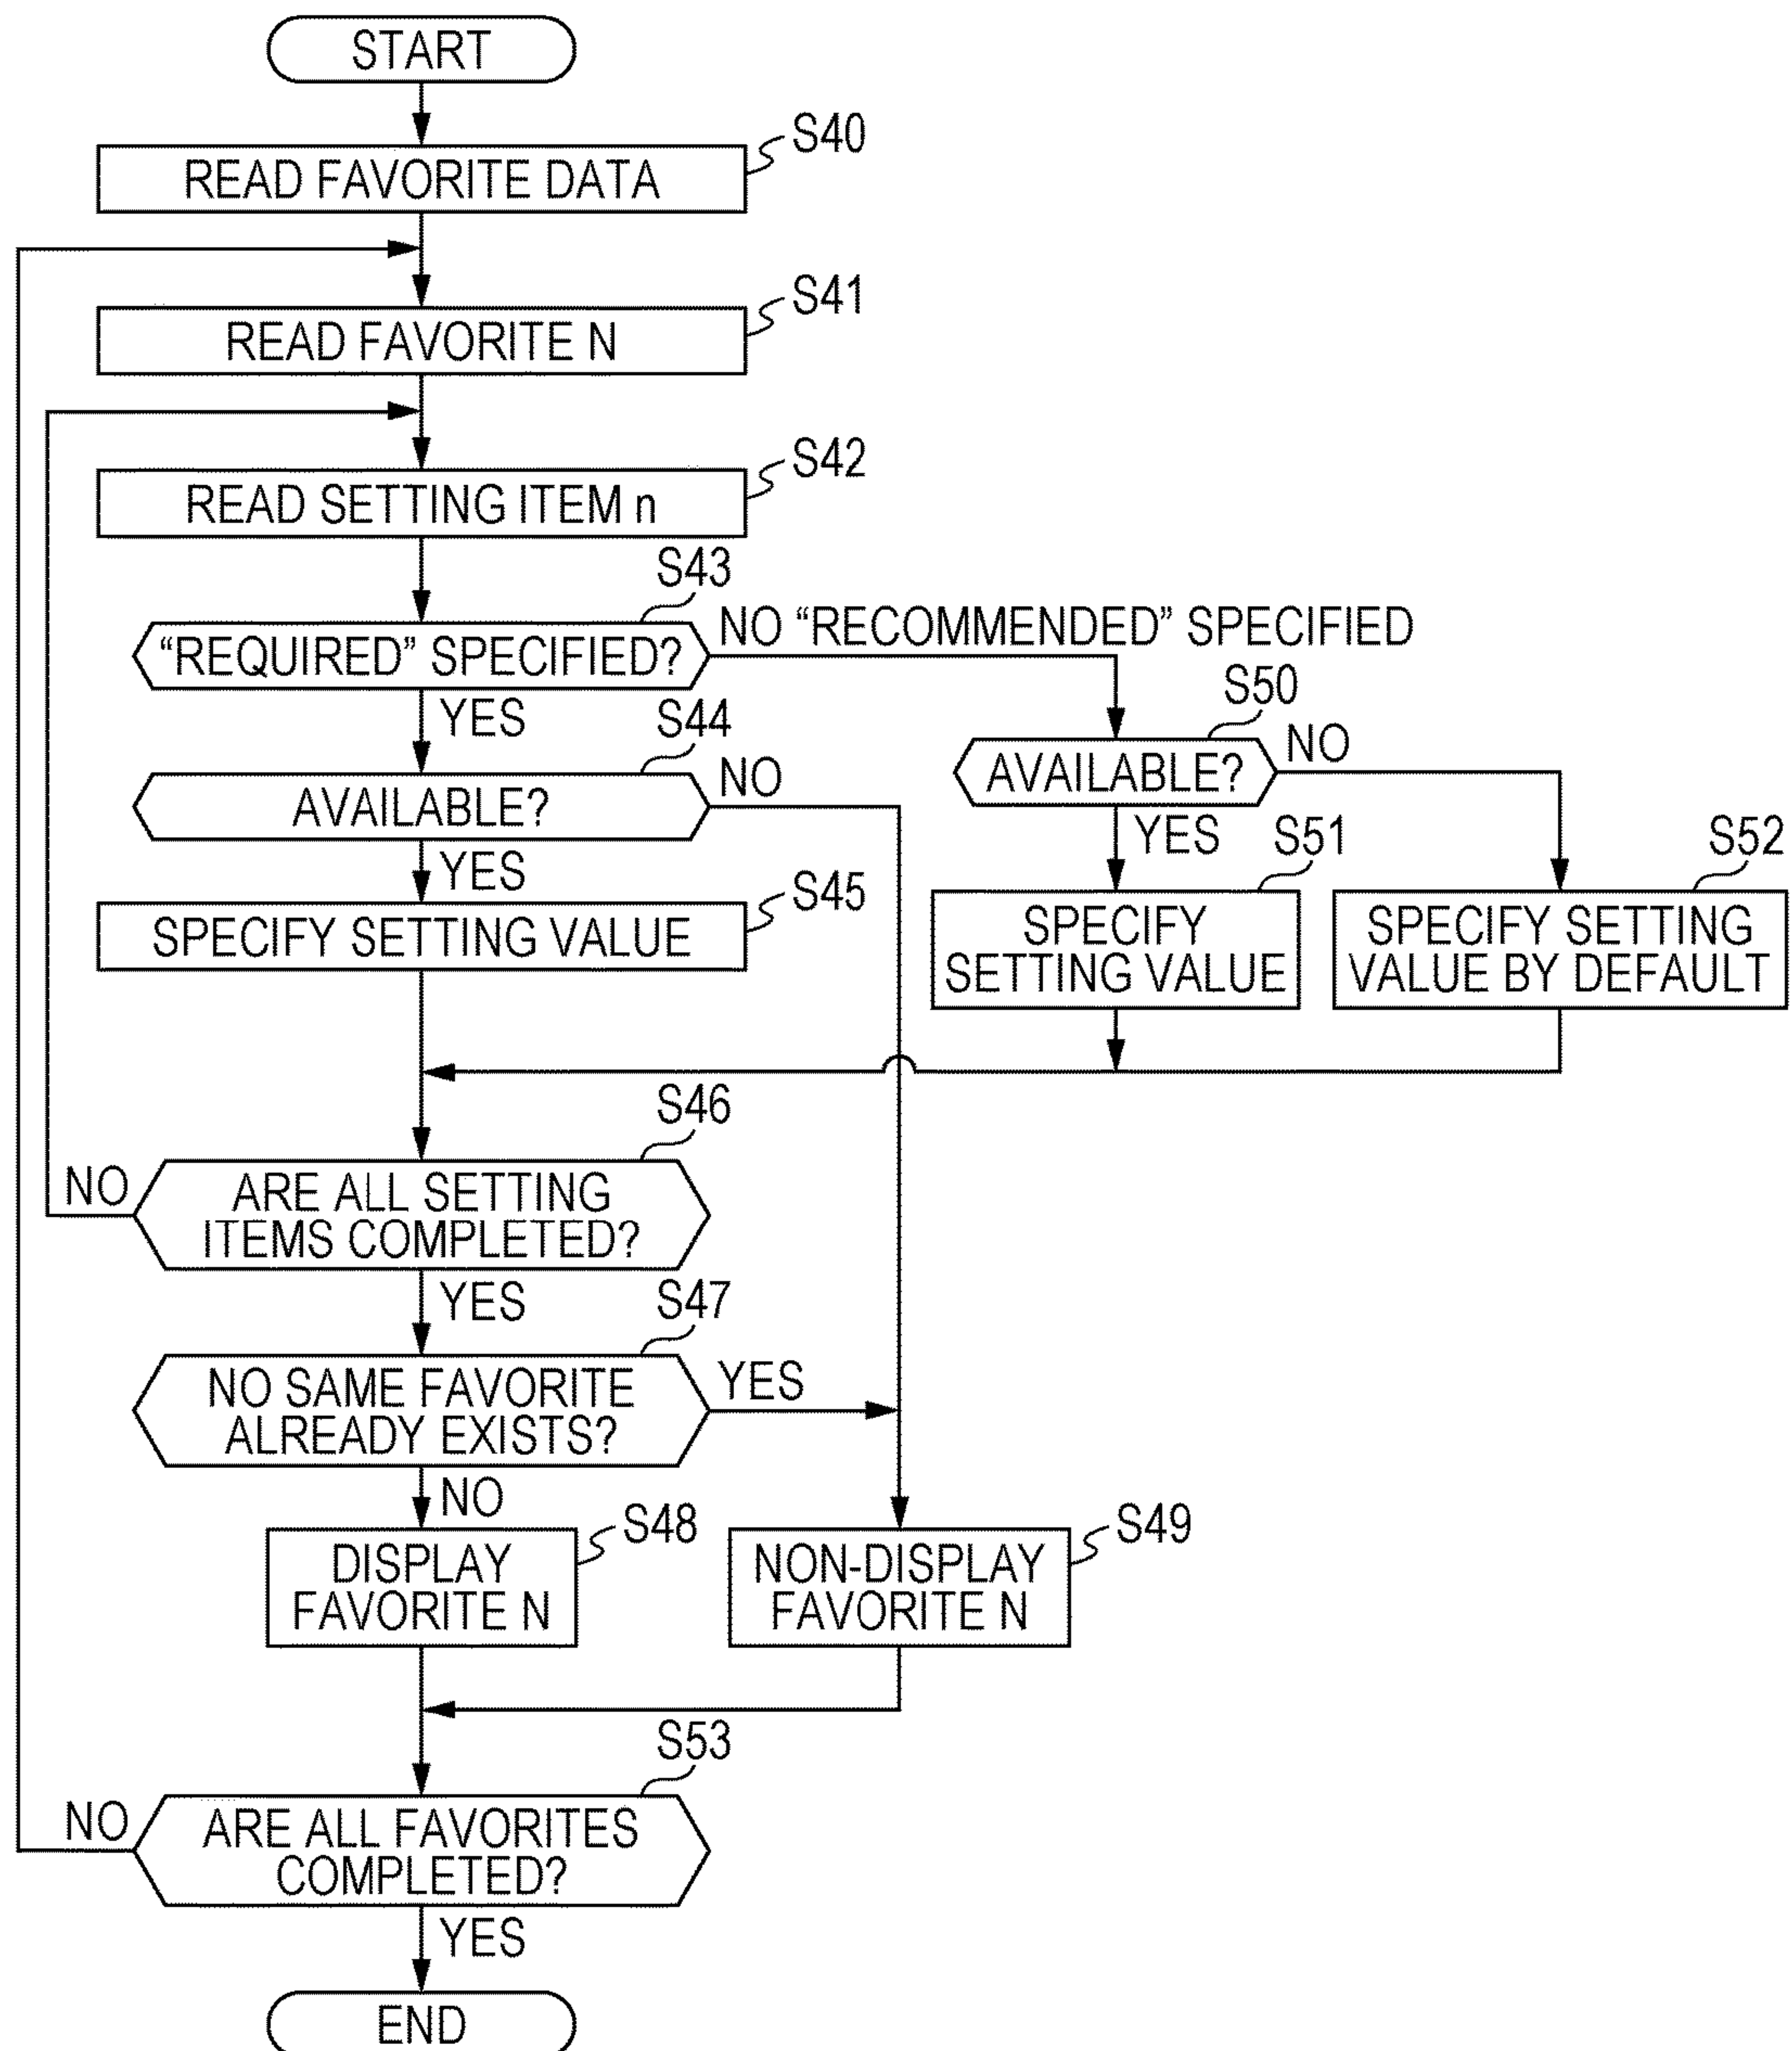 START
S40
READ FAVORITE DATA
S41
READ FAVORITE N
S42
READ SETTING ITEM n
S43
“REQUIRED” SPECIFIED?
NO “RECOMMENDED” SPECIFIED
YES
S44
AVAILABLE?
NO
S50
AVAILABLE?
NO
YES
S45
SPECIFY SETTING VALUE
YES
S51
SPECIFY
SETTING VALUE
S52
SPECIFY SETTING
VALUE BY DEFAULT
S46
NO
ARE ALL SETTING
ITEMS COMPLETED?
YES
S47
NO SAME FAVORITE
ALREADY EXISTS?
YES
NO
S48
DISPLAY
FAVORITE N
S49
NON-DISPLAY
FAVORITE N
S53
NO
ARE ALL FAVORITES
COMPLETED?
YES
END